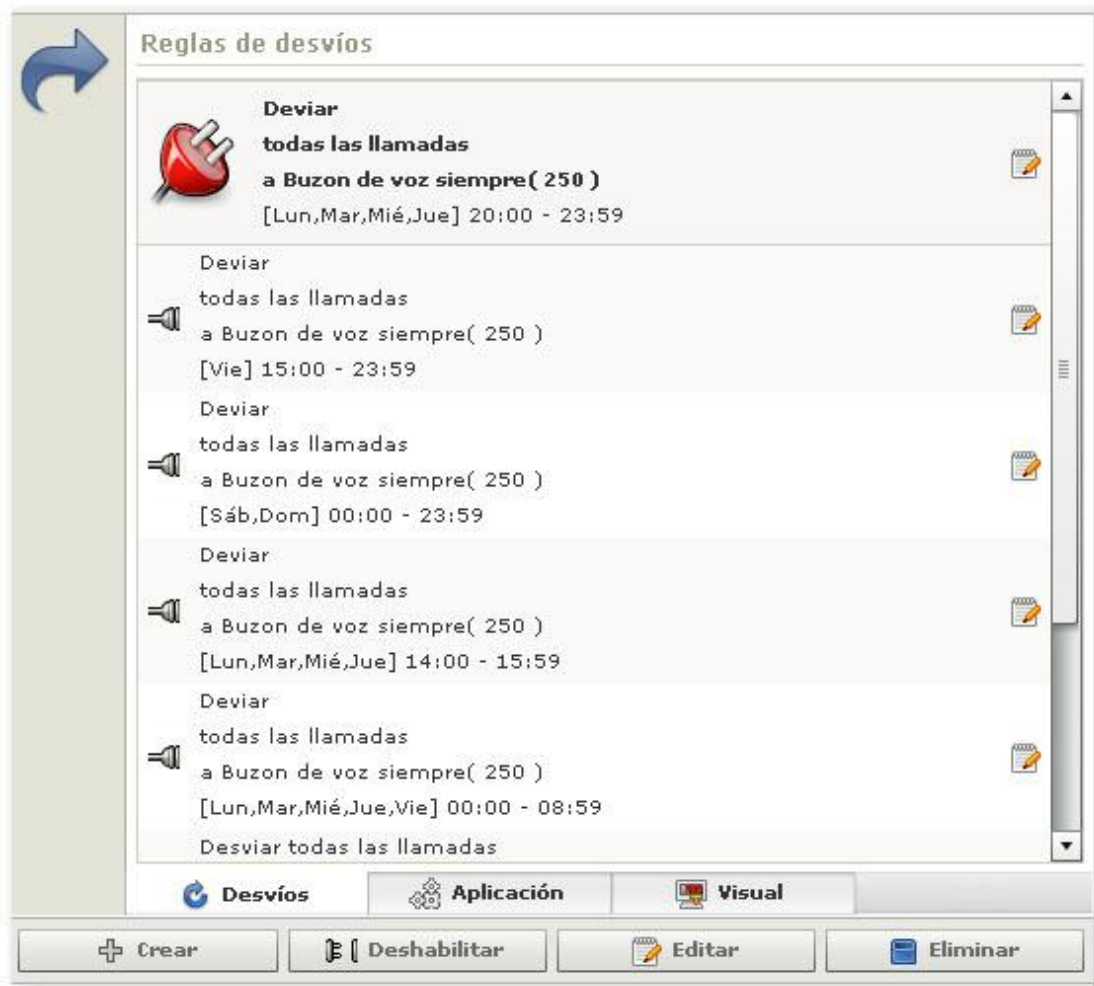 Reglas de desvíos
Deviar
todas las llamadas
a Buzon de voz siempre( 250 )
[Lun,Mar,Mié,Jue] 20:00 - 23:59
Deviar
todas las llamadas
a Buzon de voz siempre( 250 )
[Vie] 15:00 - 23:59
Deviar
todas las llamadas
a Buzon de voz siempre( 250 )
[Sáb,Dom] 00:00 - 23:59
Deviar
todas las llamadas
a Buzon de voz siempre( 250 )
[Lun,Mar,Mié,Jue] 14:00 - 15:59
Deviar
todas las llamadas
a Buzon de voz siempre( 250 )
[Lun,Mar,Mié,Jue,Vie] 00:00 - 08:59
Desviar todas las llamadas
Desvíos Aplicación Visual
Crear Deshabilitar Editar Eliminar